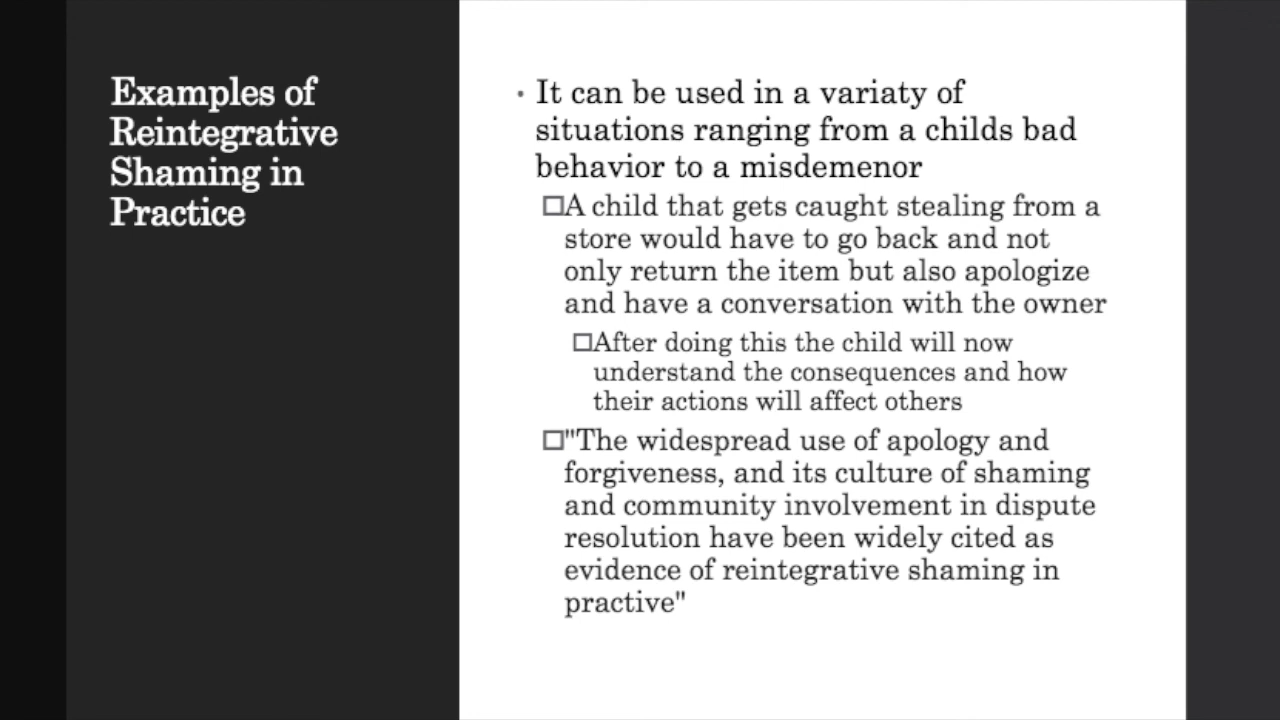 Examples of
Reintegrative
Shaming in
Practice
• It can be used in a variaty of
situations ranging from a childs bad
behavior to a misdemenor
□A child that gets caught stealing from a
store would have to go back and not
only return the item but also apologize
and have a conversation with the owner
□After doing this the child will now
understand the consequences and how
their actions will affect others
□"The widespread use of apology and
forgiveness, and its culture of shaming
and community involvement in dispute
resolution have been widely cited as
evidence of reintegrative shaming in
practive"